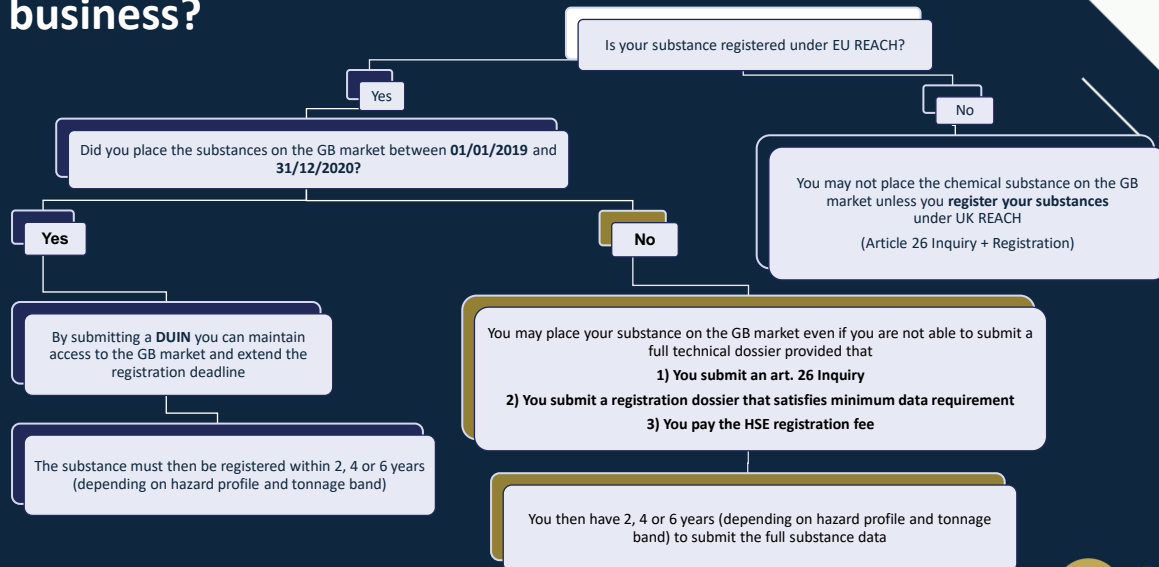 business?
Is your substance registered under EU REACH?
Yes
No
Did you place the substances on the GB market between 01/01/2019 and
31/12/2020?
You may not place the chemical substance on the GB
market unless you register your substances
under UK REACH
(Article 26 Inquiry + Registration)
Yes
No
By submitting a DUIN you can maintain
access to the GB market and extend the
registration deadline
You may place your substance on the GB market even if you are not able to submit a
full technical dossier provided that
1) You submit an art. 26 Inquiry
2) You submit a registration dossier that satisfies minimum data requirement
3) You pay the HSE registration fee
The substance must then be registered within 2, 4 or 6 years
(depending on hazard profile and tonnage band)
You then have 2, 4 or 6 years (depending on hazard profile and tonnage
band) to submit the full substance data